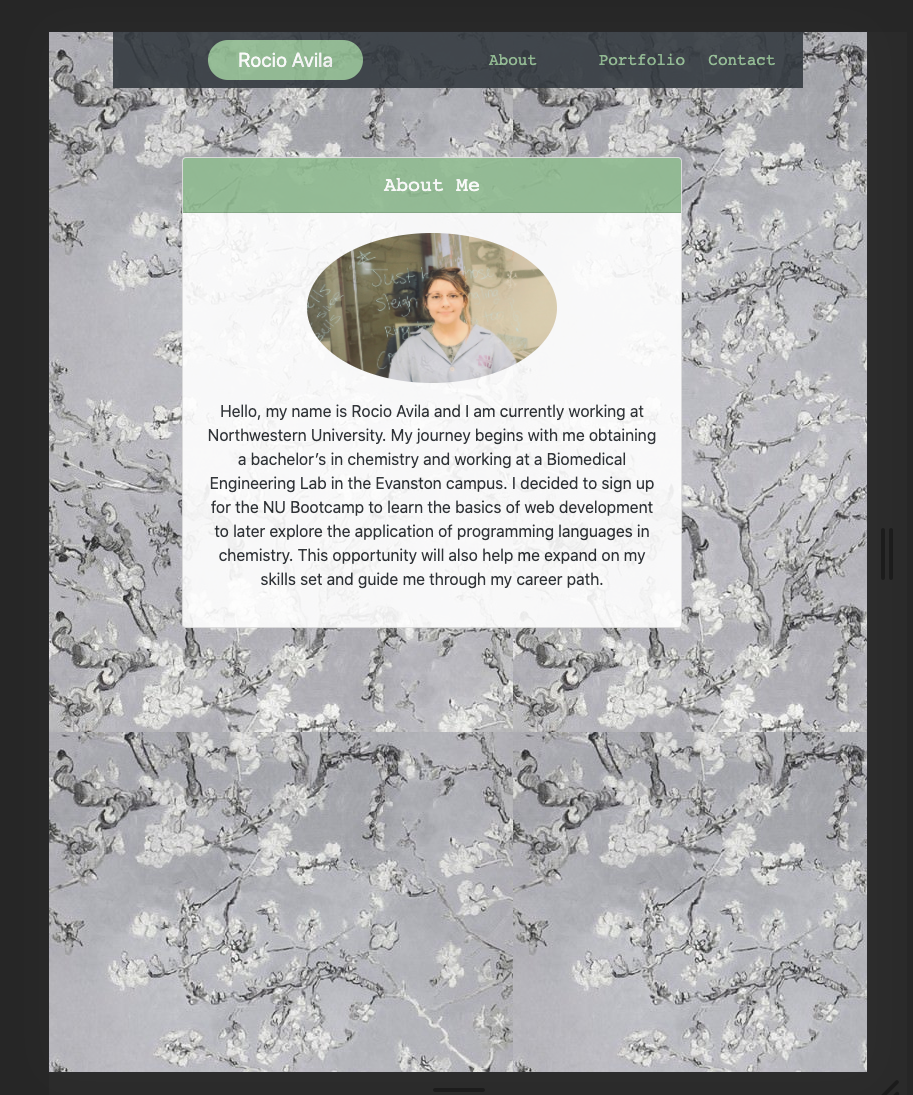 Rocio Avila
About
Portfolio
Contact
About Me
Just
Sleigh
Hello, my name is Rocio Avila and I am currently working at
Northwestern University. My journey begins with me obtaining
a bachelor’s in chemistry and working at a Biomedical
Engineering Lab in the Evanston campus. I decided to sign up
for the NU Bootcamp to learn the basics of web development
to later explore the application of programming languages in
chemistry. This opportunity will also help me expand on my
skills set and guide me through my career path.